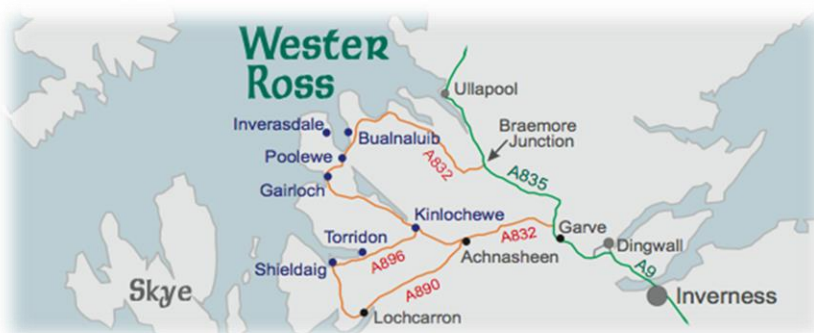 Wester
Ross
Ullapool
Inverasdale
Bualnaluib
Braemore
Junction
Poolewe
A832
A835
Gairloch
Kinlochewe
Garve
Torridon
A832
Dingwall
Achnasheen
Shieldaig
A896
A9
Skye
A890
Inverness
Lochcarron